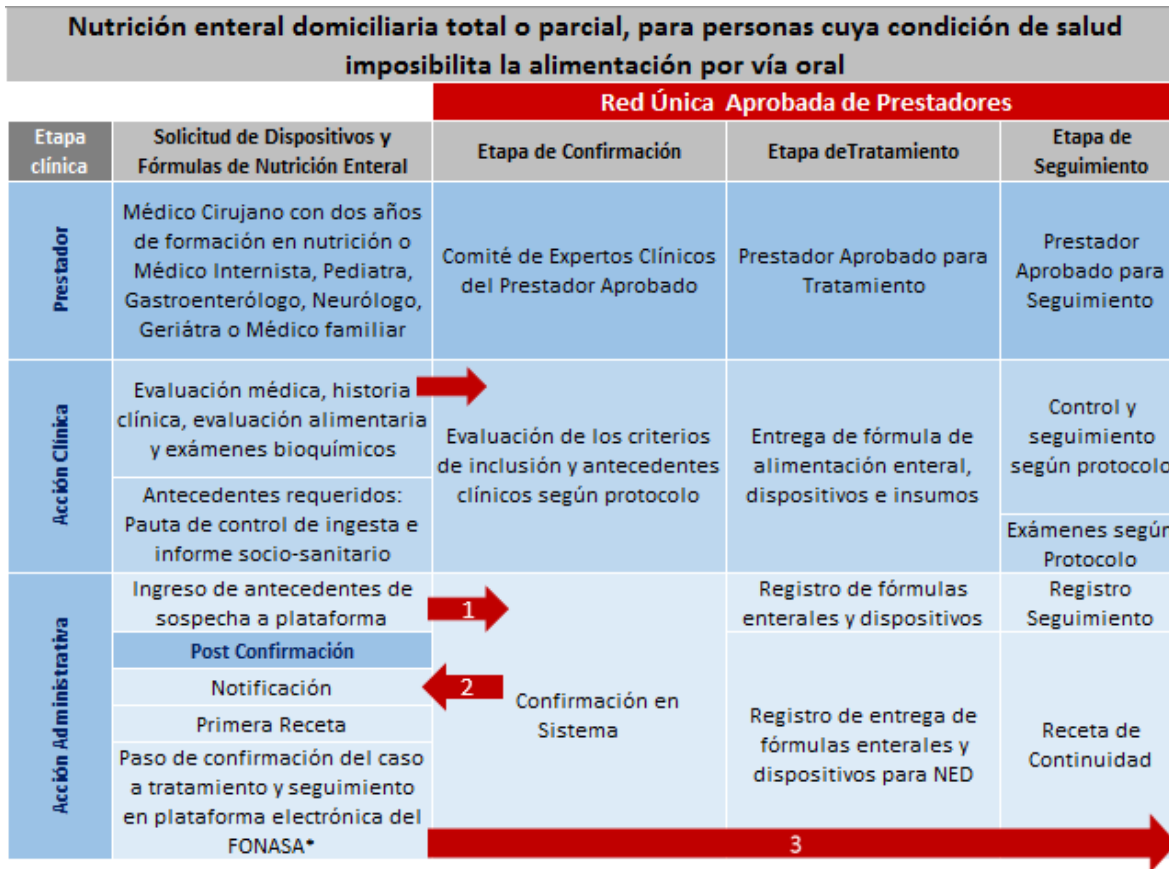 Nutrición enteral domiciliaria total o parcial, para personas cuya condición de salud
imposibilita la alimentación por vía oral
Red Única Aprobada de Prestadores
Etapa
clínica
Solicitud de Dispositivos y
Fórmulas de Nutrición Enteral
Etapa de Confirmación
Etapa deTratamiento
Etapa de
Seguimiento
Prestador
Médico Cirujano con dos años
de formación en nutrición o
Médico Internista, Pediatra,
Gastroenterólogo, Neurólogo,
Geriátra o Médico familiar
Comité de Expertos Clínicos
del Prestador Aprobado
Prestador Aprobado para
Tratamiento
Prestador
Aprobado para
Seguimiento
Acción Clínica
Evaluación médica, historia
clínica, evaluación alimentaria
y exámenes bioquímicos
Antecedentes requeridos:
Pauta de control de ingesta e
informe socio-sanitario
Evaluación de los criterios
de inclusión y antecedentes
clínicos según protocolo
Entrega de fórmula de
alimentación enteral,
dispositivos e insumos
Control y
seguimiento
según protocolo
Exámenes según
Protocolo
Acción Administrativa
Ingreso de antecedentes de
sospecha a plataforma
1
Post Confirmación
Notificación
2
Primera Receta
Paso de confirmación del caso
a tratamiento y seguimiento
en plataforma electrónica del
FONASA*
Confirmación en
Sistema
Registro de fórmulas
enterales y dispositivos
Registro de entrega de
fórmulas enterales y
dispositivos para NED
Registro
Seguimiento
Receta de
Continuidad
3